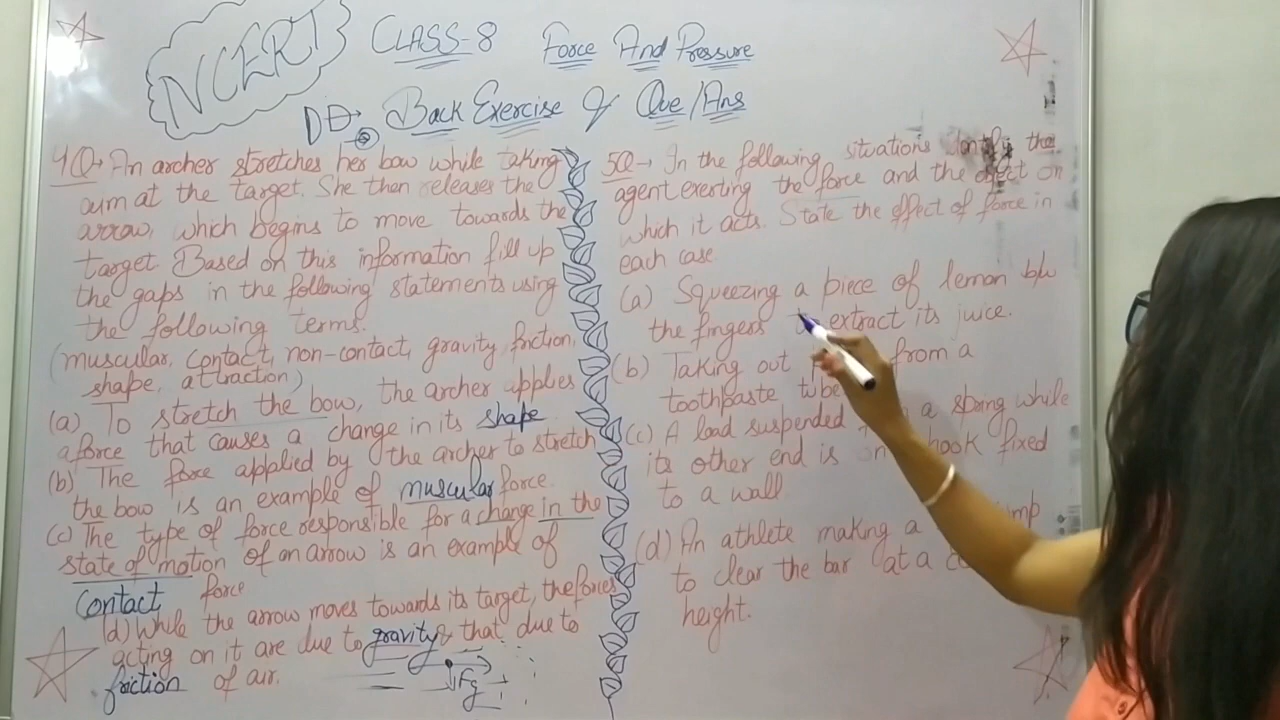 NCERT
CLASS-8 Force And Pressure
Back Exercise of Que/Ans
4Q→ An archer stretches her bow while taking
aim at the target. She then releases the
arrow, which begins to move towards the
target. Based on this information fill up
the gaps in the following statements using
the following terms.
(muscular, contact, non-contact, gravity, friction,
shape, attraction)
(a) To stretch the bow, the archer applies
a force that causes a change in its shape
(b) The force applied by the archer to stretch
the bow is an example of muscular force.
(c) The type of force responsible for a change in the
state of motion of an arrow is an example of
contact force
(d) While the arrow moves towards its target, the forces
acting on it are due to gravity & that due to
friction of air.
Fg
5Q→ In the following situations the
agent exerting the force and the object on
which it acts. State the effect of force in
each case.
(a) Squeezing a piece of lemon b/w
the fingers extract its juice.
(b) Taking out from a
toothpaste tube
(c) A load suspended a spring while
its other end is on hook fixed
to a wall
(d) An athlete making a
to clear the bar at a
height.